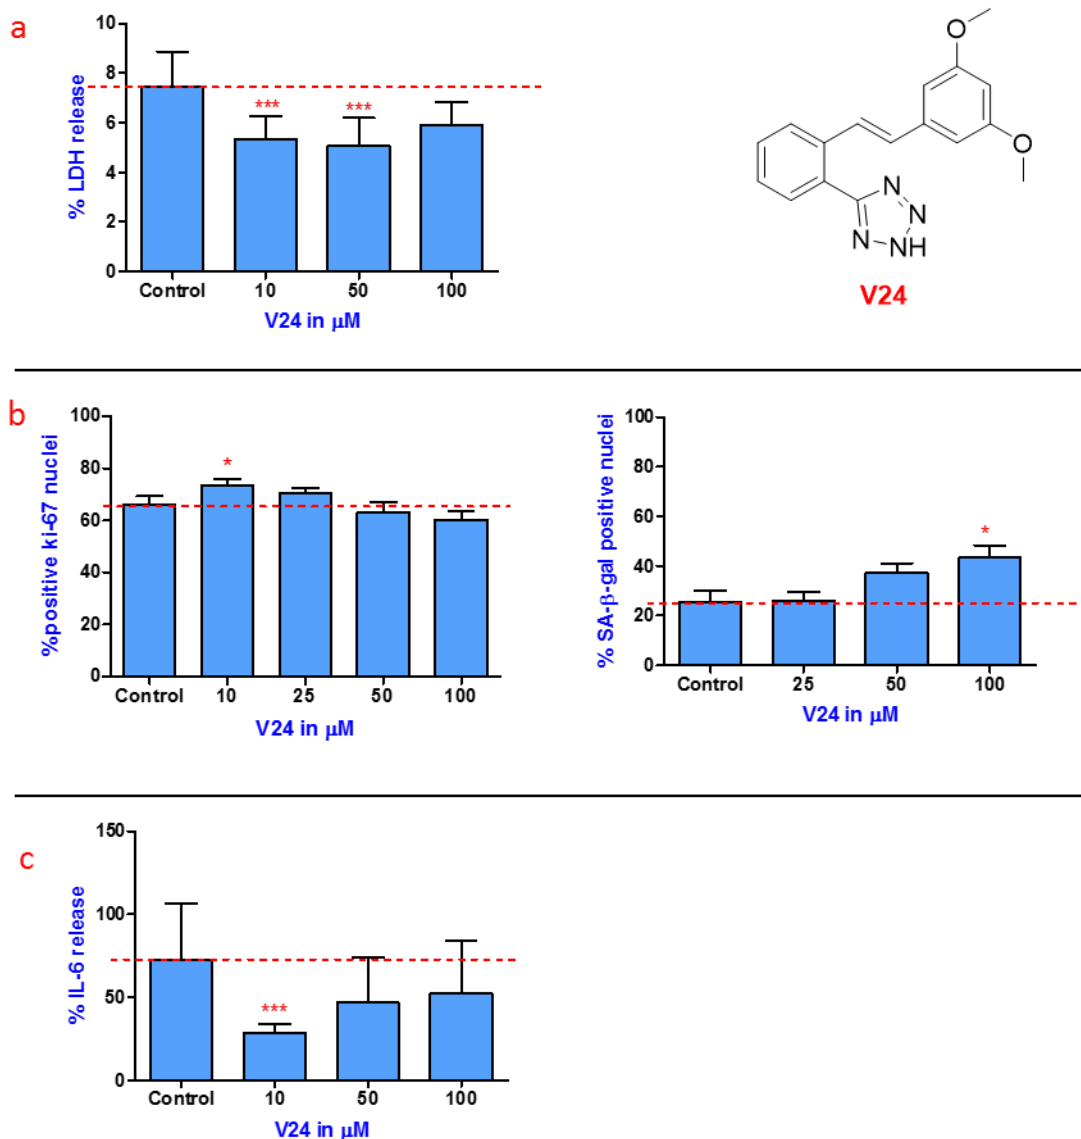 a
% LDH release
10
8
6
4
2
0
*** ***
Control 10 50 100
V24 in μM
O
O
N
N
N
N
NH
V24
b
%positive ki-67 nuclei
100
80
60
40
20
0
*
Control 10 25 50 100
V24 in μM
% SA-β-gal positive nuclei
100
80
60
40
20
0
*
Control 25 50 100
V24 in μM
c
% IL-6 release
150
100
50
0
***
Control 10 50 100
V24 in μM